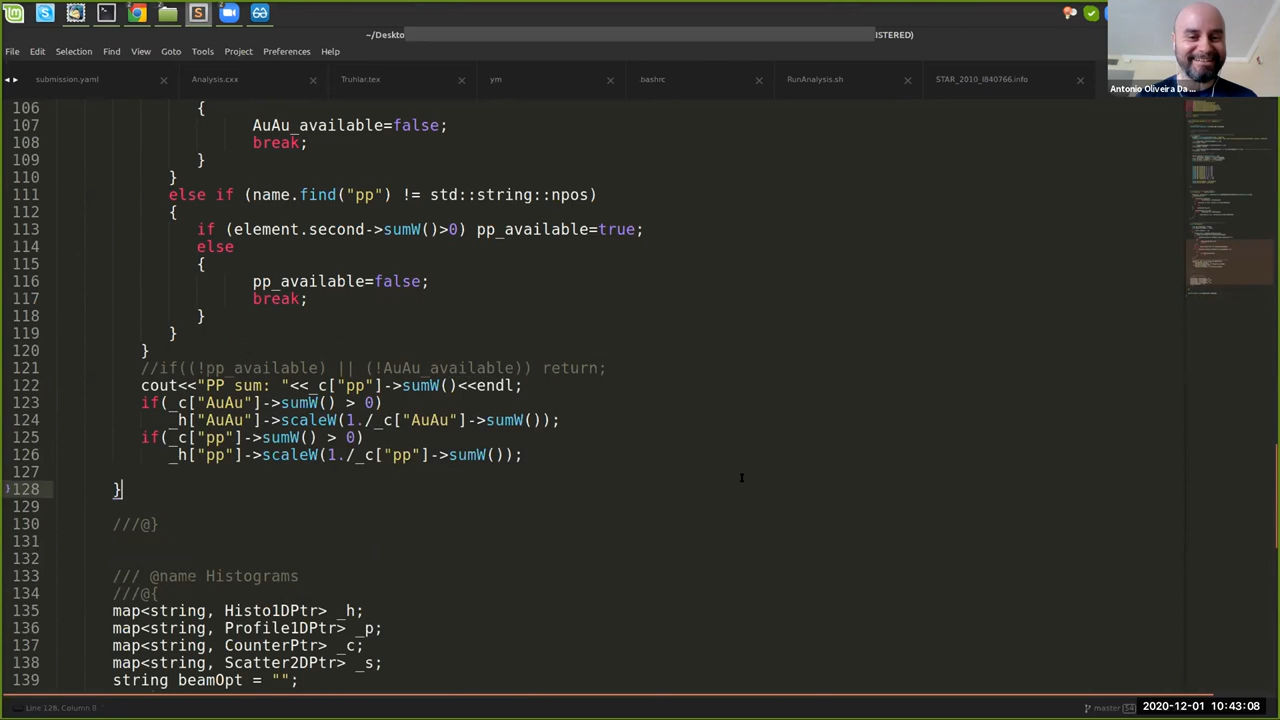 ~/Deskto ISTERED)
File Edit Selection Find View Goto Tools Project Preferences Help
submission.yaml Analysis.cxx Truhlar.tex ym bashrc RunAnalysis.sh STAR_2010_I840766.info
Antonio Oliveira Da ...
106 {
107 AuAu_available=false;
108 break;
109 }
110 }
111 else if (name.find("pp") != std::string::npos)
112 {
113 if (element.second->sumW()>0) pp_available=true;
114 else
115 {
116 pp_available=false;
117 break;
118 }
119 }
120 }
121 //if((!pp_available) || (!AuAu_available)) return;
122 cout<<"PP sum: "<<_c["pp"]->sumW()<<endl;
123 if(_c["AuAu"]->sumW() > 0)
124 _h["AuAu"]->scaleW(1./_c["AuAu"]->sumW());
125 if(_c["pp"]->sumW() > 0)
126 _h["pp"]->scaleW(1./_c["pp"]->sumW());
127
128 }
129
130 ///@}
131
132
133 /// @name Histograms
134 ///@{
135 map<string, Histo1DPtr> _h;
136 map<string, Profile1DPtr> _p;
137 map<string, CounterPtr> _c;
138 map<string, Scatter2DPtr> _s;
139 string beamOpt = "";
Line 128, Column 8 master 54 2020-12-01 10:43:08